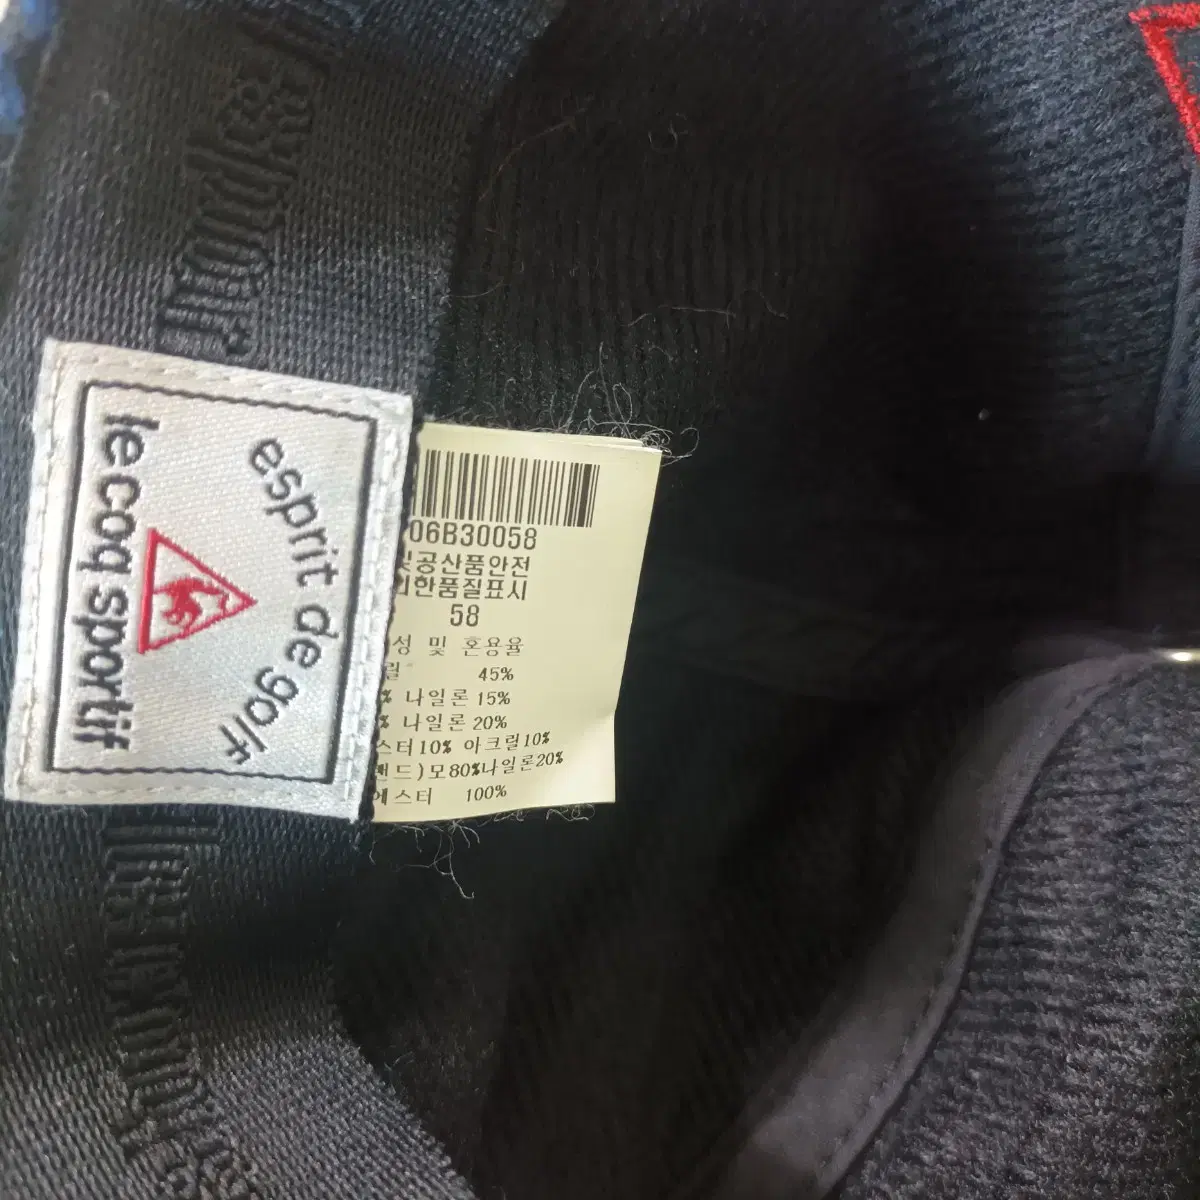 le coq sportif
esprit de golf
06B30058
공산품안전
한품질표시
58
성 및 혼용율
릴 45%
% 나일론 15%
% 나일론 20%
스터10% 아크릴10%
드)모80%나일론20%
에스터 100%